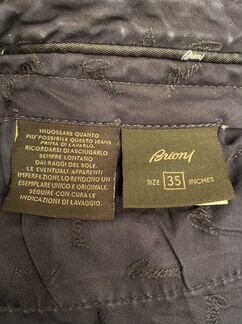 Brioni
INDOSSARE QUANTO
PIU' POSSIBILE QUESTO JEANS
PRIMA DI LAVARLO.
RICORDARSI DI ASCIUGARLO
SEMPRE LONTANO
DAI RAGGI DEL SOLE.
LE EVENTUALI APPARENTI
IMPERFEZIONI, LO RENDONO UN
ESEMPLARE UNICO E ORIGINALE.
SEGUIRE CON CURA LE
INDICAZIONI DI LAVAGGIO.
Brioni
SIZE 35 INCHES
Brioni